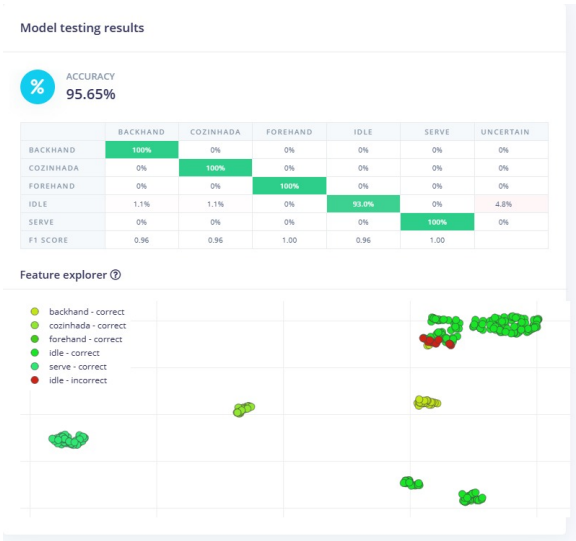 Model testing results
% ACCURACY
95.65%
BACKHAND COZINHADA FOREHAND IDLE SERVE UNCERTAIN
BACKHAND 100% 0% 0% 0% 0% 0%
COZINHADA 0% 100% 0% 0% 0% 0%
FOREHAND 0% 0% 100% 0% 0% 0%
IDLE 1.1% 1.1% 0% 93.0% 0% 4.8%
SERVE 0% 0% 0% 0% 100% 0%
F1 SCORE 0.96 0.96 1.00 0.96 1.00
Feature explorer ?
backhand - correct
cozinhada - correct
forehand - correct
idle - correct
serve - correct
idle - incorrect